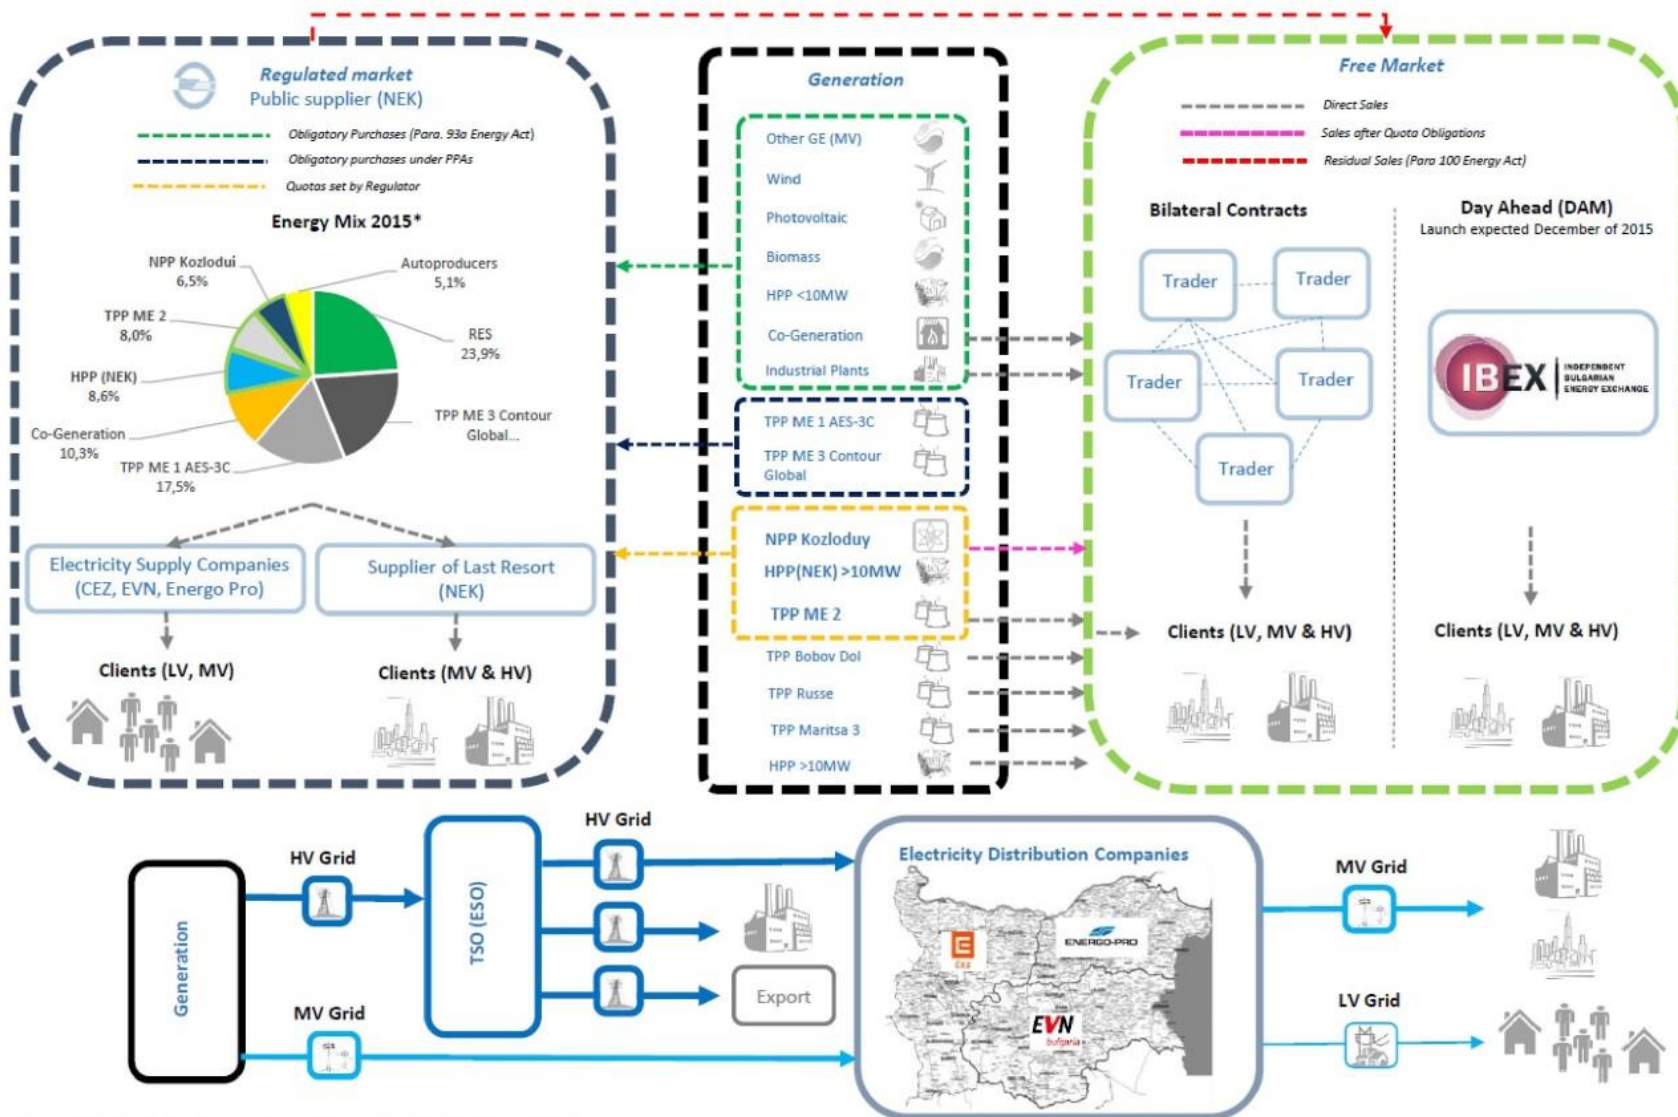 Regulated market
Public supplier (NEK)
Obligatory Purchases (Para. 93a Energy Act)
Obligatory purchases under PPAs
Quotas set by Regulator
Energy Mix 2015*
NPP Kozlodui
6,5%
Autoproducers
5,1%
TPP ME 2
8,0%
RES
23,9%
HPP (NEK)
8,6%
Co-Generation
10,3%
TPP ME 3 Contour
Global...
TPP ME 1 AES-3C
17,5%
Electricity Supply Companies
(CEZ, EVN, Energo Pro)
Supplier of Last Resort
(NEK)
Clients (LV, MV)
Clients (MV & HV)
Generation
Other GE (MV)
Wind
Photovoltaic
Biomass
HPP <10MW
Co-Generation
Industrial Plants
TPP ME 1 AES-3C
TPP ME 3 Contour
Global
NPP Kozloduy
HPP(NEK) >10MW
TPP ME 2
TPP Bobov Dol
TPP Russe
TPP Maritsa 3
HPP >10MW
Free Market
Direct Sales
Sales after Quota Obligations
Residual Sales (Para 100 Energy Act)
Bilateral Contracts
Trader
Trader
Trader
Trader
Trader
Clients (LV, MV & HV)
Day Ahead (DAM)
Launch expected December of 2015
IBEX
INDEPENDENT
BULGARIAN
ENERGY EXCHANGE
Clients (LV, MV & HV)
Generation
HV Grid
MV Grid
TSO (ESO)
HV Grid
Export
Electricity Distribution Companies
CEZ
ENERGO-PRO
EVN
bulgaria
MV Grid
LV Grid